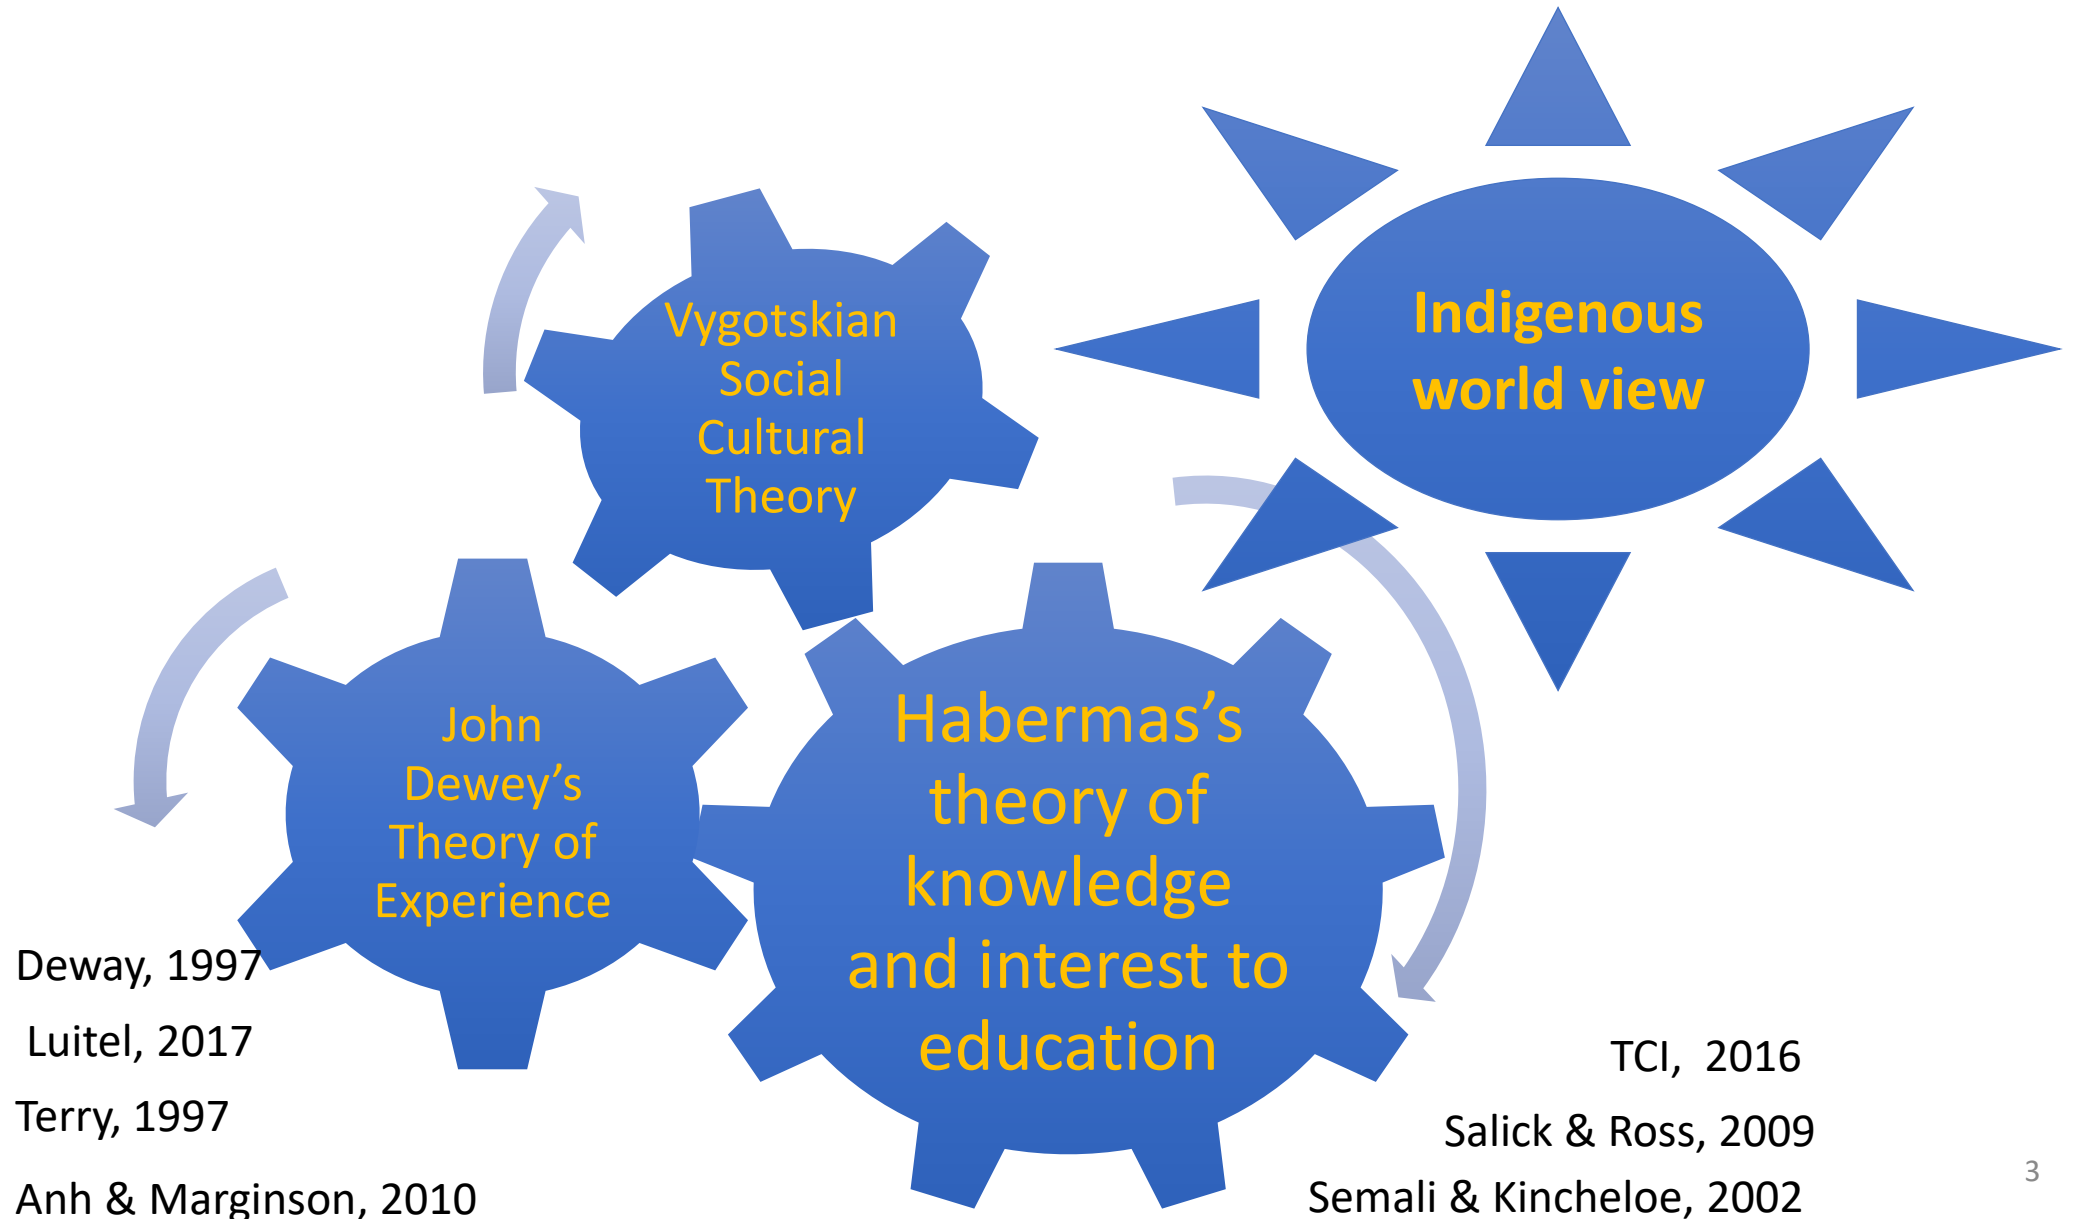 Indigenous
world view
Vygotskian
Social
Cultural
Theory
John
Dewey’s
Theory of
Experience
Habermas’s
theory of
knowledge
and interest to
education
Deway, 1997
Luitel, 2017
Terry, 1997
Anh & Marginson, 2010
TCI, 2016
Salick & Ross, 2009
Semali & Kincheloe, 2002
3